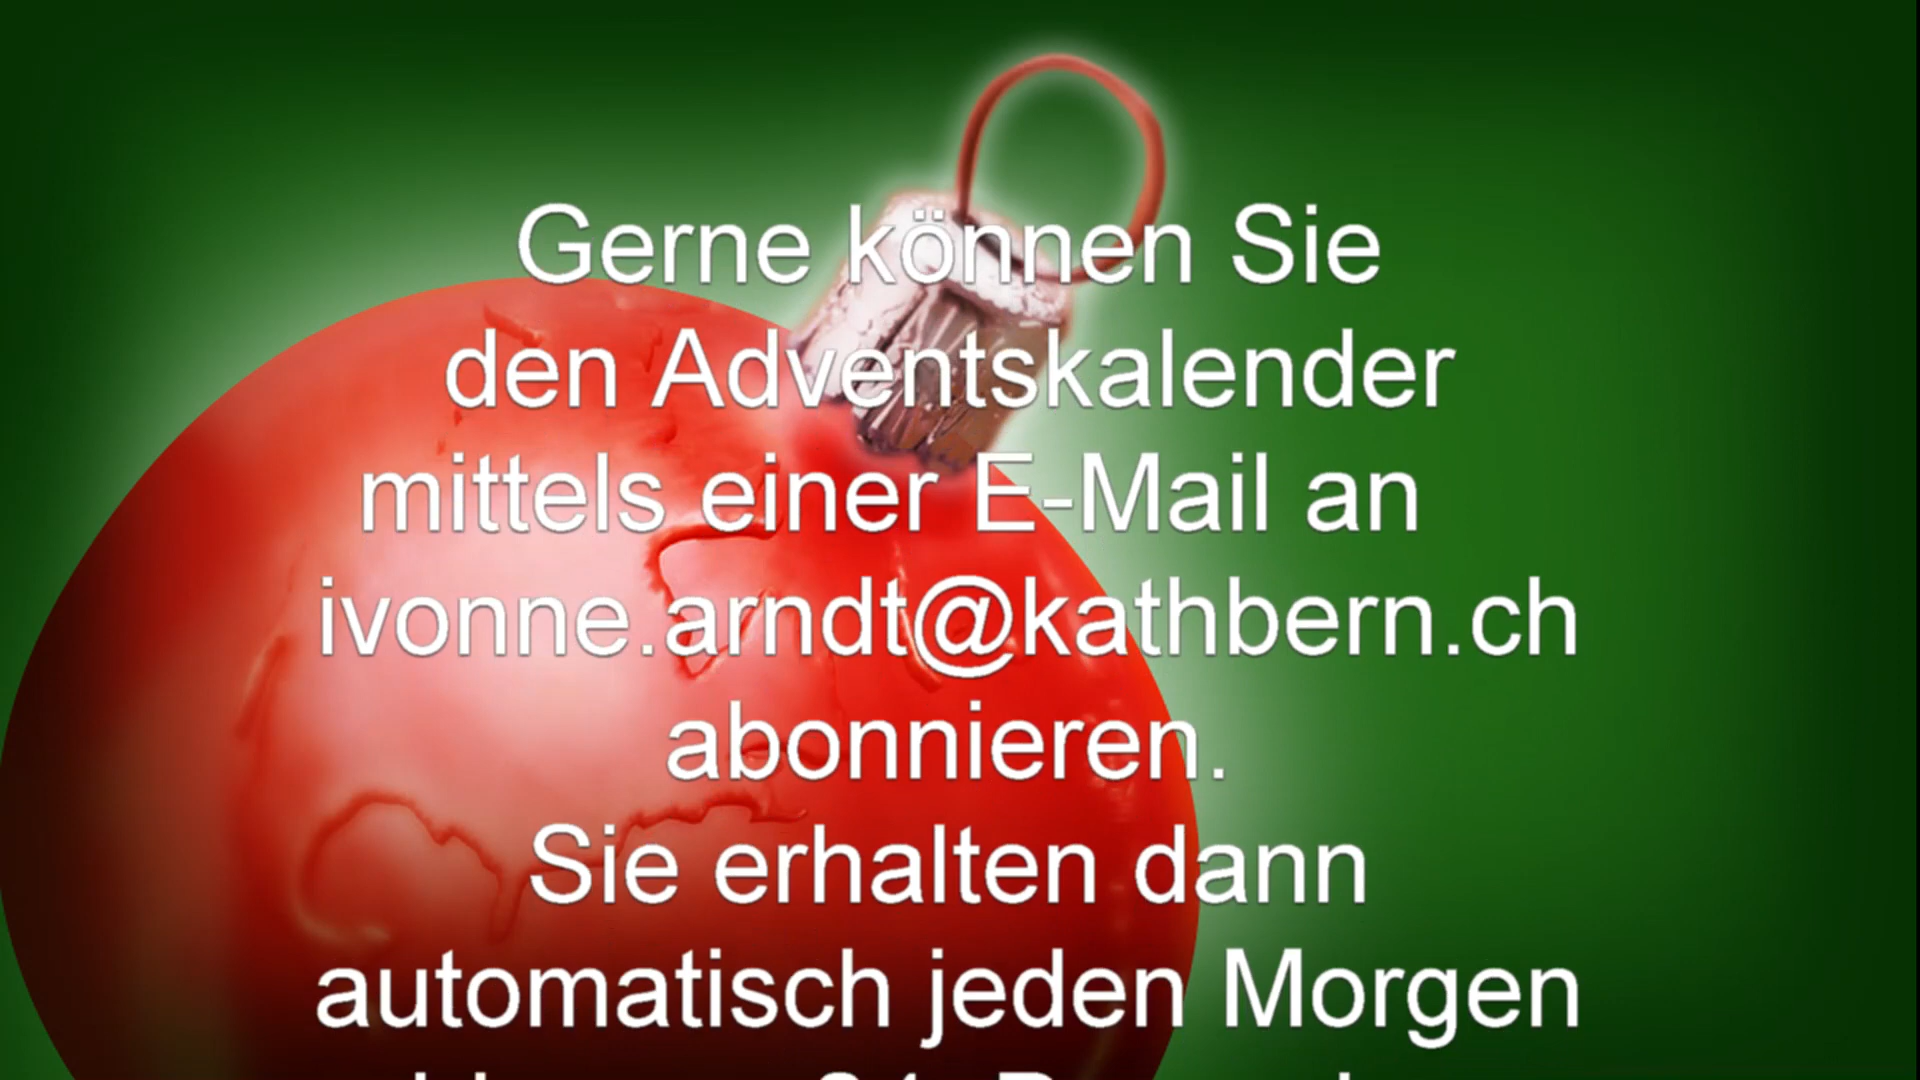 Gerne können Sie
den Adventskalender
mittels einer E-Mail an
ivonne.arndt@kathbern.ch
abonnieren.
Sie erhalten dann
automatisch jeden Morgen